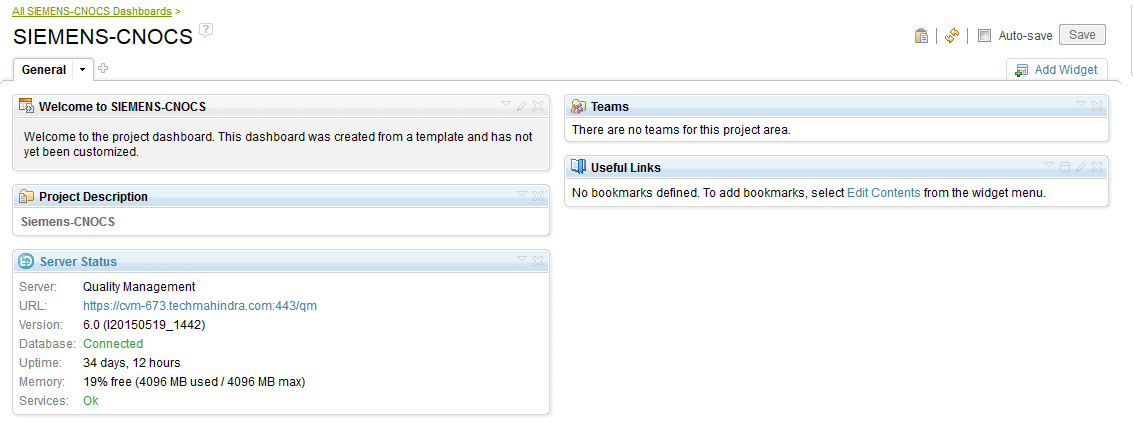 All SIEMENS-CNOCS Dashboards >
SIEMENS-CNOCS ?
Auto-save Save
General
Add Widget
Welcome to SIEMENS-CNOCS
Welcome to the project dashboard. This dashboard was created from a template and has not
yet been customized.
Project Description
Siemens-CNOCS
Server Status
Server: Quality Management
URL: https://cvm-673.techmahindra.com:443/qm
Version: 6.0 (I20150519_1442)
Database: Connected
Uptime: 34 days, 12 hours
Memory: 19% free (4096 MB used / 4096 MB max)
Services: Ok
Teams
There are no teams for this project area.
Useful Links
No bookmarks defined. To add bookmarks, select Edit Contents from the widget menu.